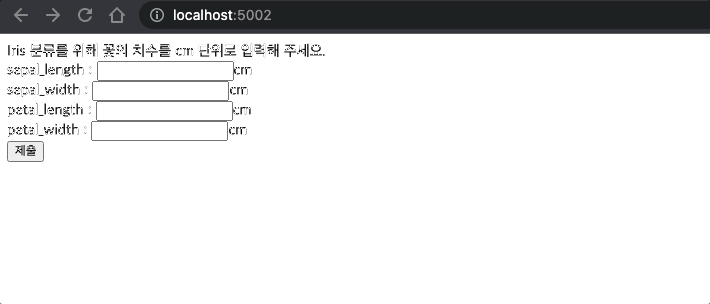 localhost:5002
Iris 분류를 위해 꽃의 치수를 cm 단위로 입력해 주세요.
sepal_length : cm
sepal_width : cm
petal_length : cm
petal_width : cm
제출